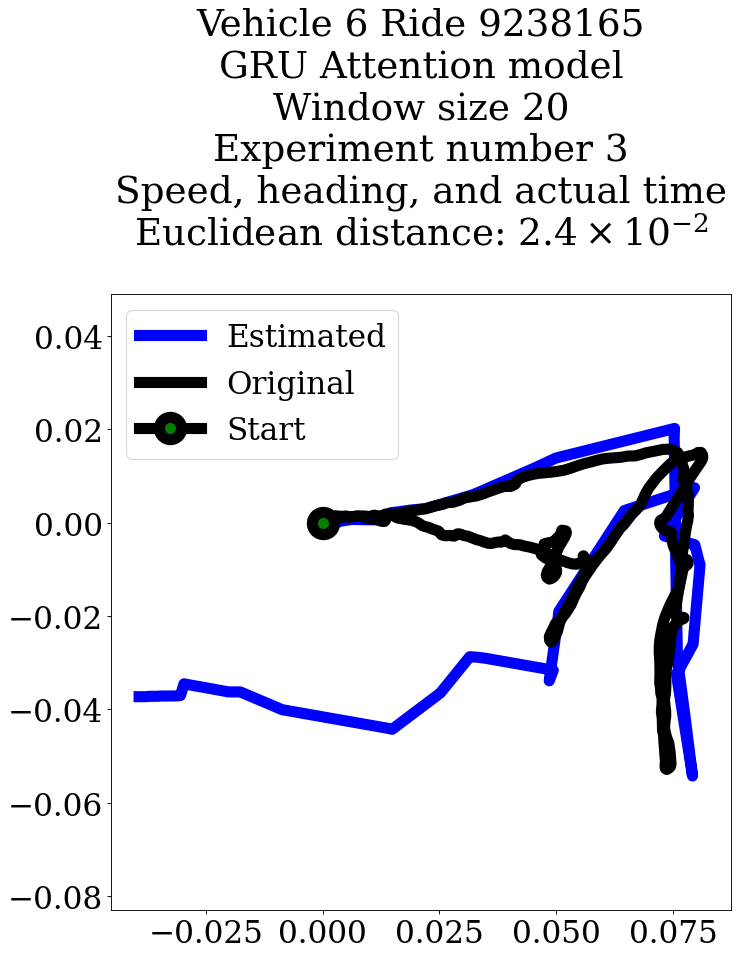 Vehicle 6 Ride 9238165
GRU Attention model
Window size 20
Experiment number 3
Speed, heading, and actual time
Euclidean distance: 2.4 × 10⁻²
Estimated
Original
Start
0.04
0.02
0.00
−0.02
−0.04
−0.06
−0.08
−0.025 0.000 0.025 0.050 0.075